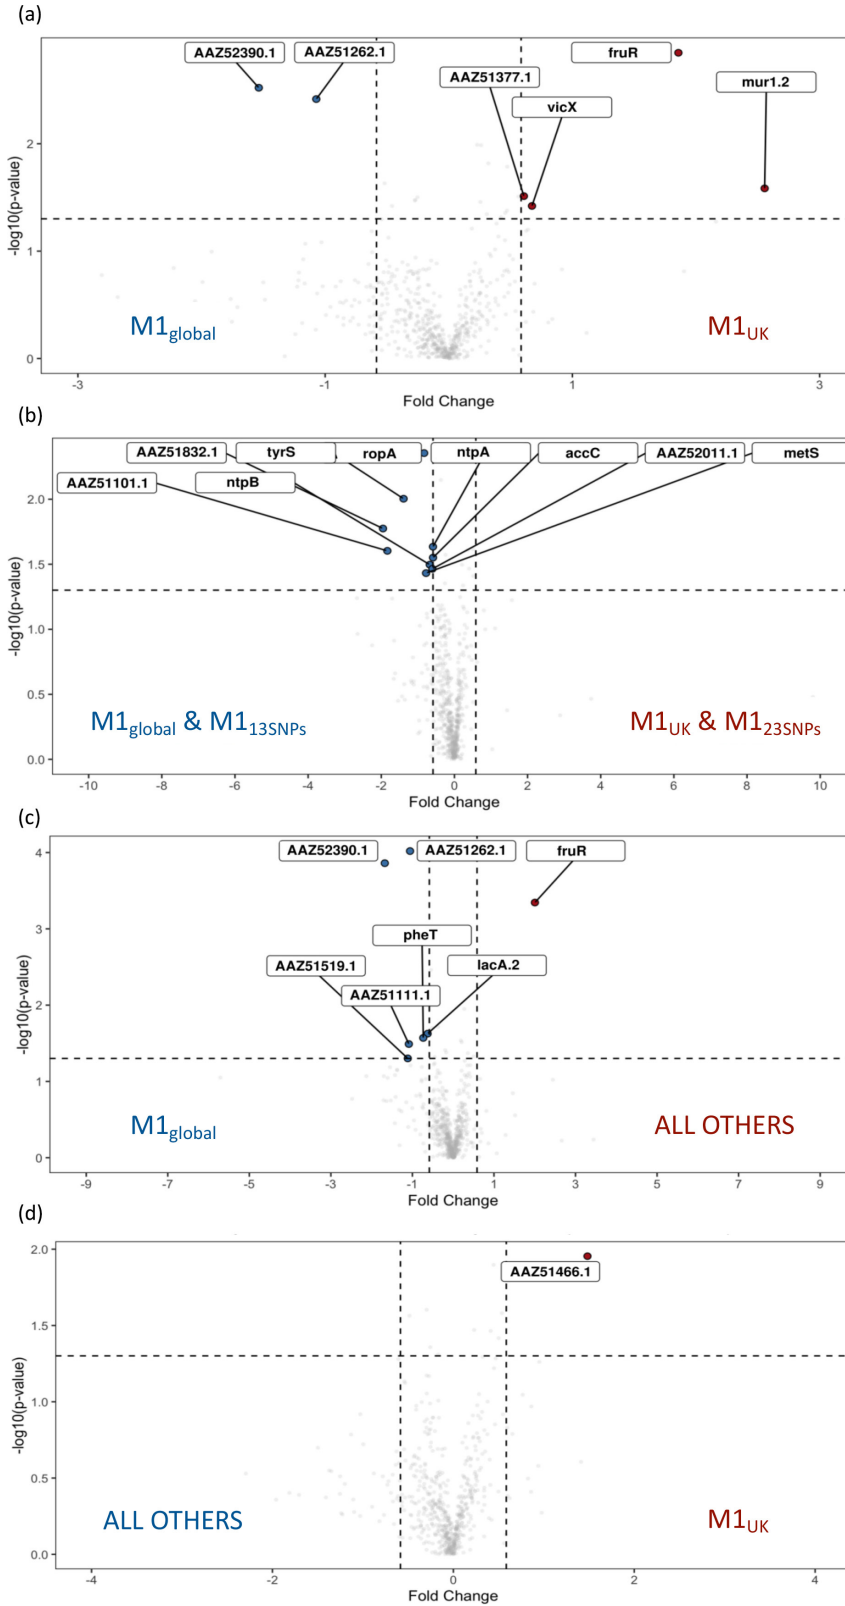 (a)
AAZ52390.1 AAZ51262.1 fruR
AAZ51377.1 mur1.2
vicX
2
1
0
-log10(p-value)
M1global M1UK
-3 -1 1 3
Fold Change
(b)
AAZ51832.1 tyrS ropA ntpA accC AAZ52011.1 metS
AAZ51101.1 ntpB
2.0
1.5
1.0
0.5
0.0
-log10(p-value)
M1global & M113SNPs M1UK & M123SNPs
-10 -8 -6 -4 -2 0 2 4 6 8 10
Fold Change
(c)
AAZ52390.1 AAZ51262.1 fruR
pheT
AAZ51519.1 lacA.2
AAZ51111.1
4
3
2
1
0
-log10(p-value)
M1global ALL OTHERS
-9 -7 -5 -3 -1 1 3 5 7 9
Fold Change
(d)
AAZ51466.1
2.0
1.5
1.0
0.5
0.0
-log10(p-value)
ALL OTHERS M1UK
-4 -2 0 2 4
Fold Change